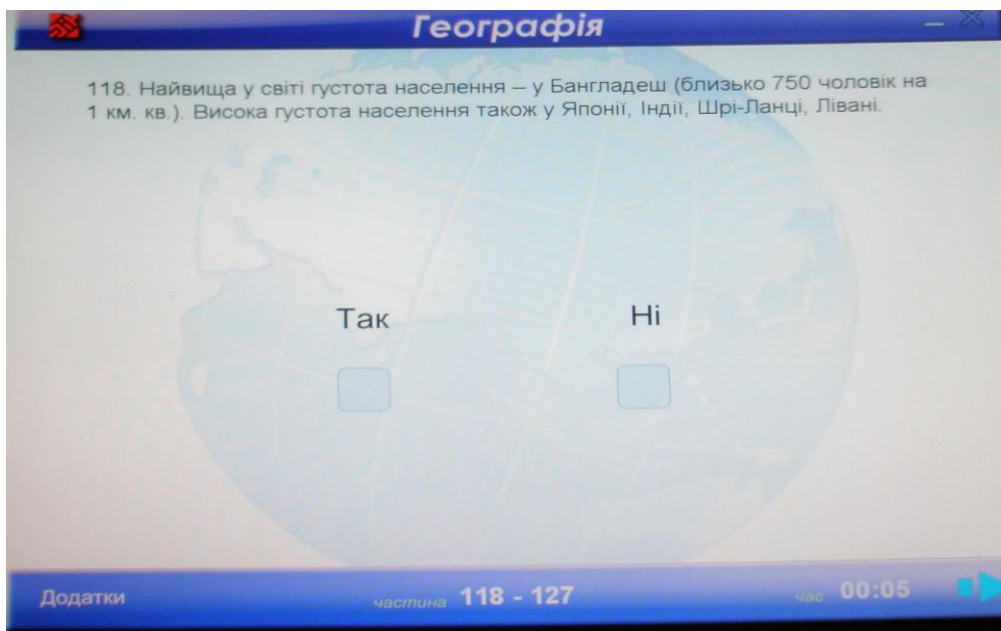 Географія
118. Найвища у світі густота населення – у Бангладеш (близько 750 чоловік на
1 км. кв.). Висока густота населення також у Японії, Індії, Шрі-Ланці, Лівані.
Так
Ні
Додатки
частина 118 - 127
час 00:05